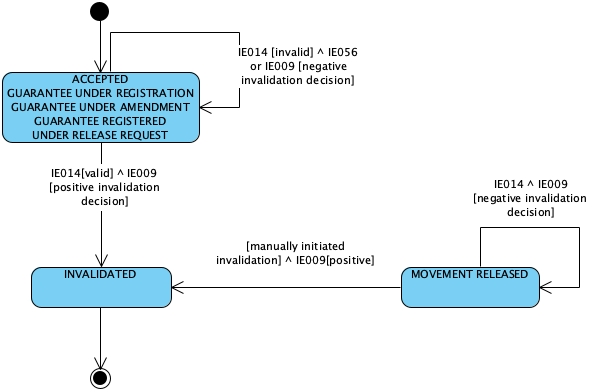 IE014 [invalid] ^ IE056
or IE009 [negative
invalidation decision]
ACCEPTED
GUARANTEE UNDER REGISTRATION
GUARANTEE UNDER AMENDMENT
GUARANTEE REGISTERED
UNDER RELEASE REQUEST
IE014[valid] ^ IE009
[positive invalidation
decision]
IE014 ^ IE009
[negative invalidation
decision]
[manually initiated
invalidation] ^ IE009[positive]
INVALIDATED
MOVEMENT RELEASED